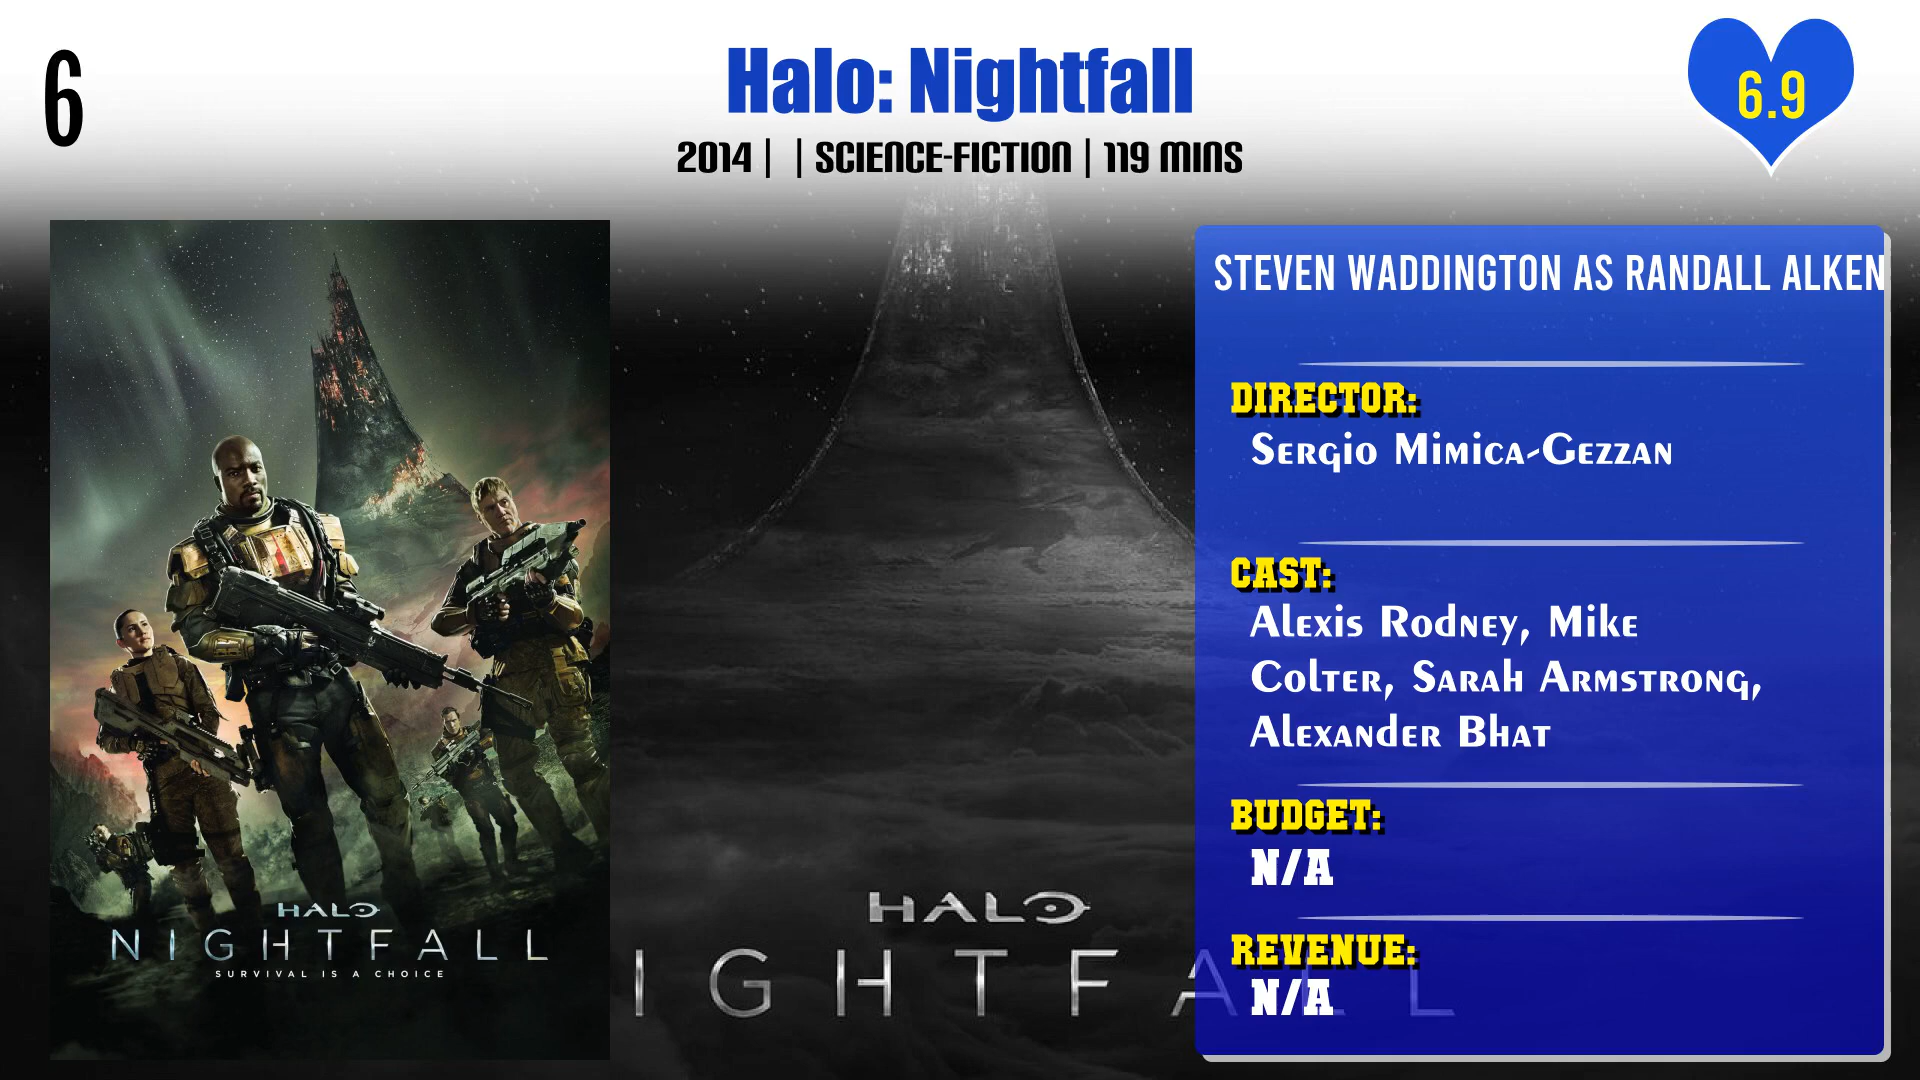 6
Halo: Nightfall
6.9
2014 | | SCIENCE-FICTION | 119 MINS
HALO
NIGHTFALL
SURVIVAL IS A CHOICE
HALO
IGHTFALL
STEVEN WADDINGTON AS RANDALL ALKEN
DIRECTOR:
Sergio Mimica-Gezzan
CAST:
Alexis Rodney, Mike
Colter, Sarah Armstrong,
Alexander Bhat
BUDGET:
N/A
REVENUE:
N/A